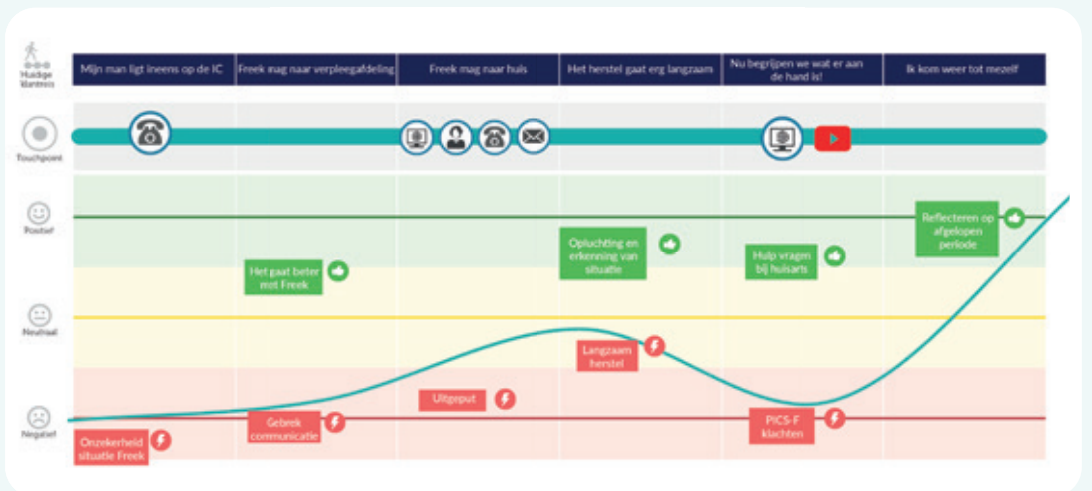 Huidige
klantreis
Mijn man ligt ineens op de IC
Freek mag naar verpleegafdeling
Freek mag naar huis
Het herstel gaat erg langzaam
Nu begrijpen we wat er aan
de hand is!
Ik kom weer tot mezelf
Touchpoint
Positief
Reflecteren op
afgelopen
periode
Opluchting en
erkenning van
situatie
Hulp vragen
bij huisarts
Het gaat beter
met Freek
Neutraal
Langzaam
herstel
Uitgeput
Negatief
Gebrek
communicatie
PICS-F
klachten
Onzekerheid
situatie Freek